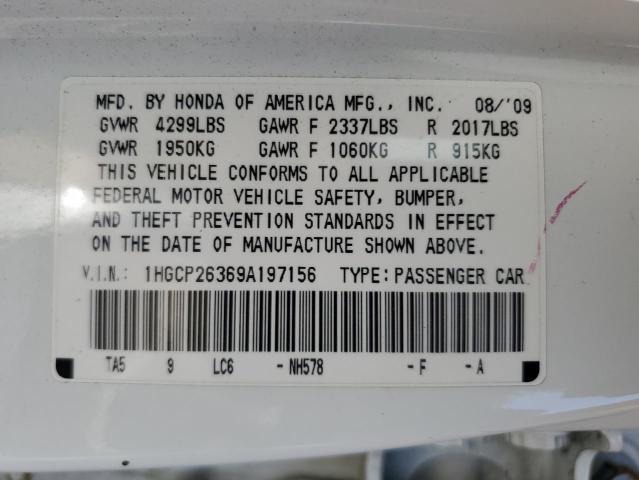 MFD. BY HONDA OF AMERICA MFG., INC. 08/'09
GVWR 4299LBS GAWR F 2337LBS R 2017LBS
GVWR 1950KG GAWR F 1060KG R 915KG
THIS VEHICLE CONFORMS TO ALL APPLICABLE
FEDERAL MOTOR VEHICLE SAFETY, BUMPER,
AND THEFT PREVENTION STANDARDS IN EFFECT
ON THE DATE OF MANUFACTURE SHOWN ABOVE.
V.I.N.: 1HGCP26369A197156 TYPE: PASSENGER CAR
TA5 9 LC6 -NH578 -F -A